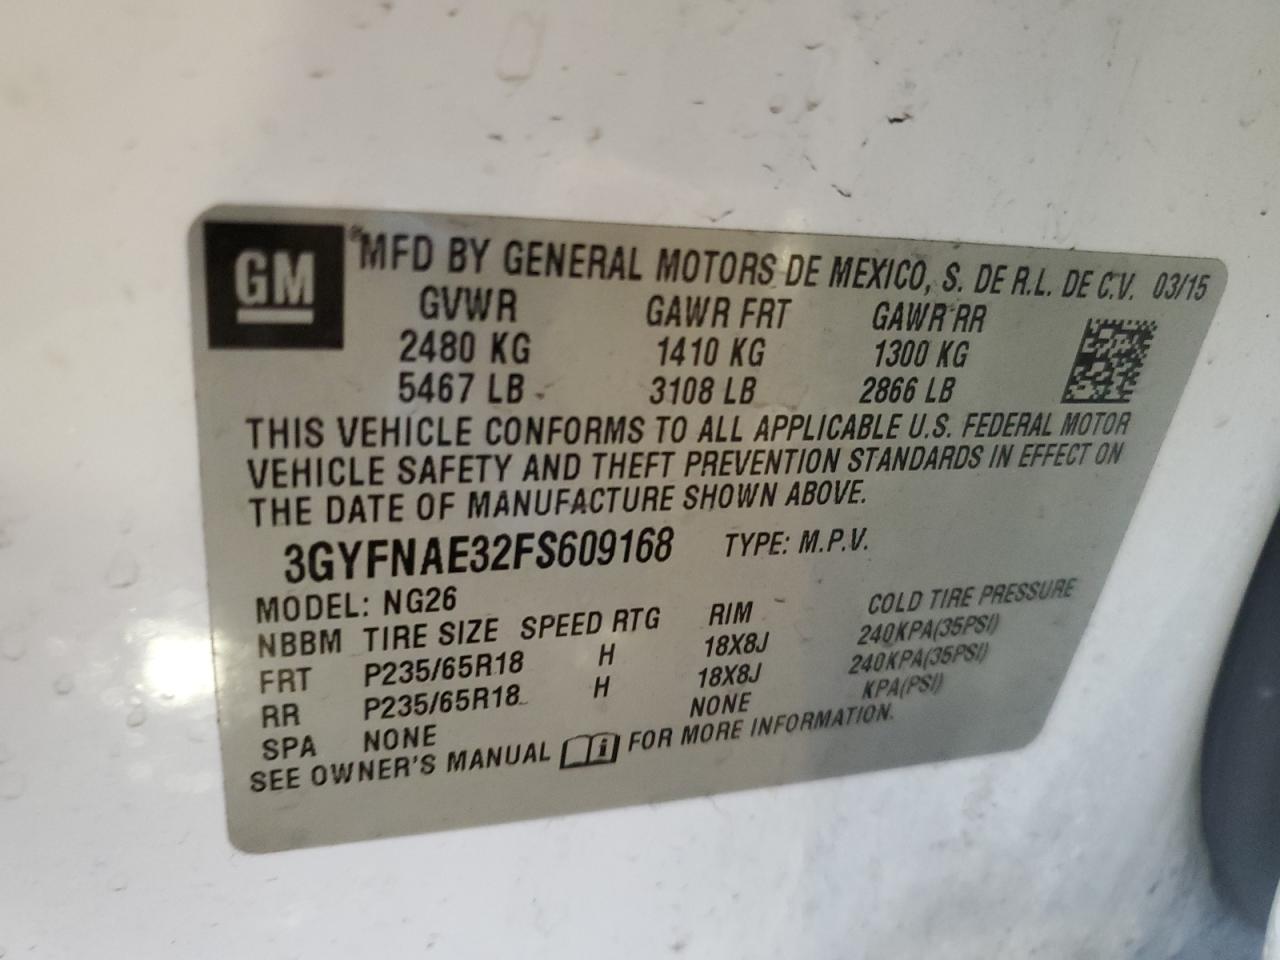 GM
® MFD BY GENERAL MOTORS DE MEXICO, S. DE R.L. DE C.V. 03/15
GVWR GAWR FRT GAWR RR
2480 KG 1410 KG 1300 KG
5467 LB 3108 LB 2866 LB
THIS VEHICLE CONFORMS TO ALL APPLICABLE U.S. FEDERAL MOTOR
VEHICLE SAFETY AND THEFT PREVENTION STANDARDS IN EFFECT ON
THE DATE OF MANUFACTURE SHOWN ABOVE.
3GYFNAE32FS609168 TYPE: M.P.V.
MODEL: NG26
NBBM TIRE SIZE SPEED RTG RIM COLD TIRE PRESSURE
FRT P235/65R18 H 18X8J 240KPA(35PSI)
RR P235/65R18 H 18X8J 240KPA(35PSI)
SPA NONE NONE KPA(PSI)
SEE OWNER'S MANUAL FOR MORE INFORMATION.